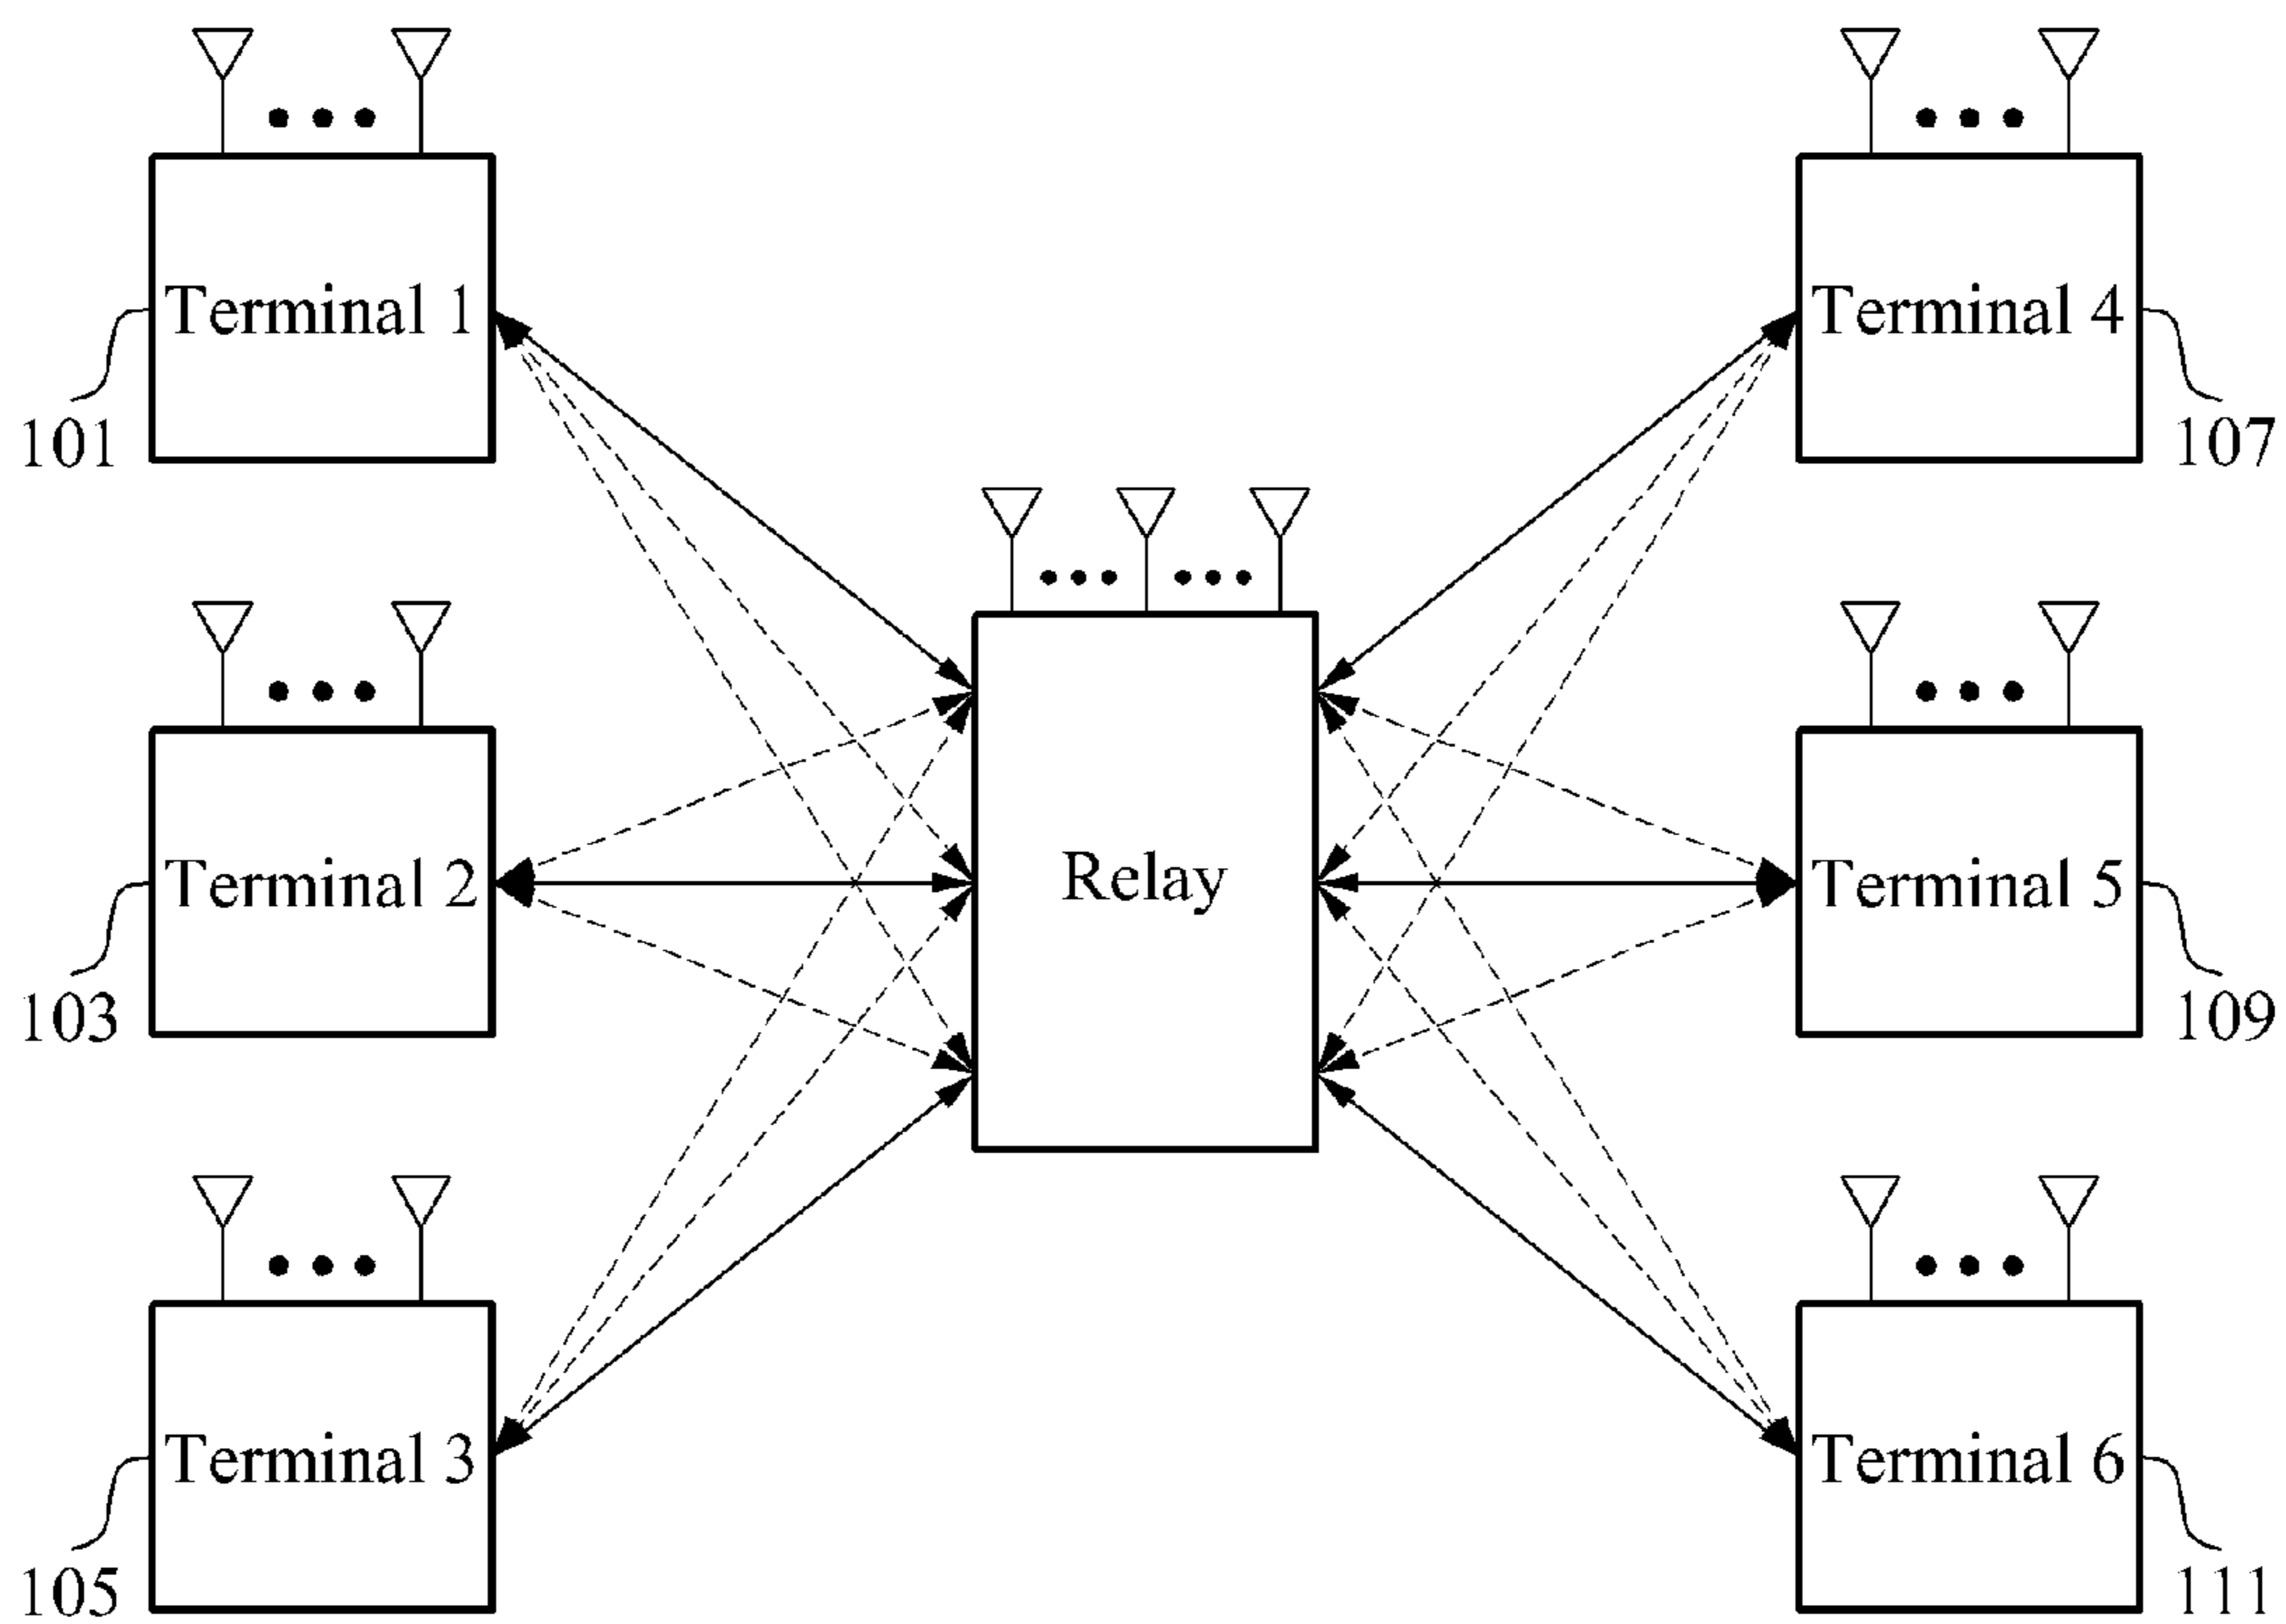 Terminal 1
101
Terminal 4
107
Terminal 2
103
Relay
Terminal 5
109
Terminal 3
105
Terminal 6
111